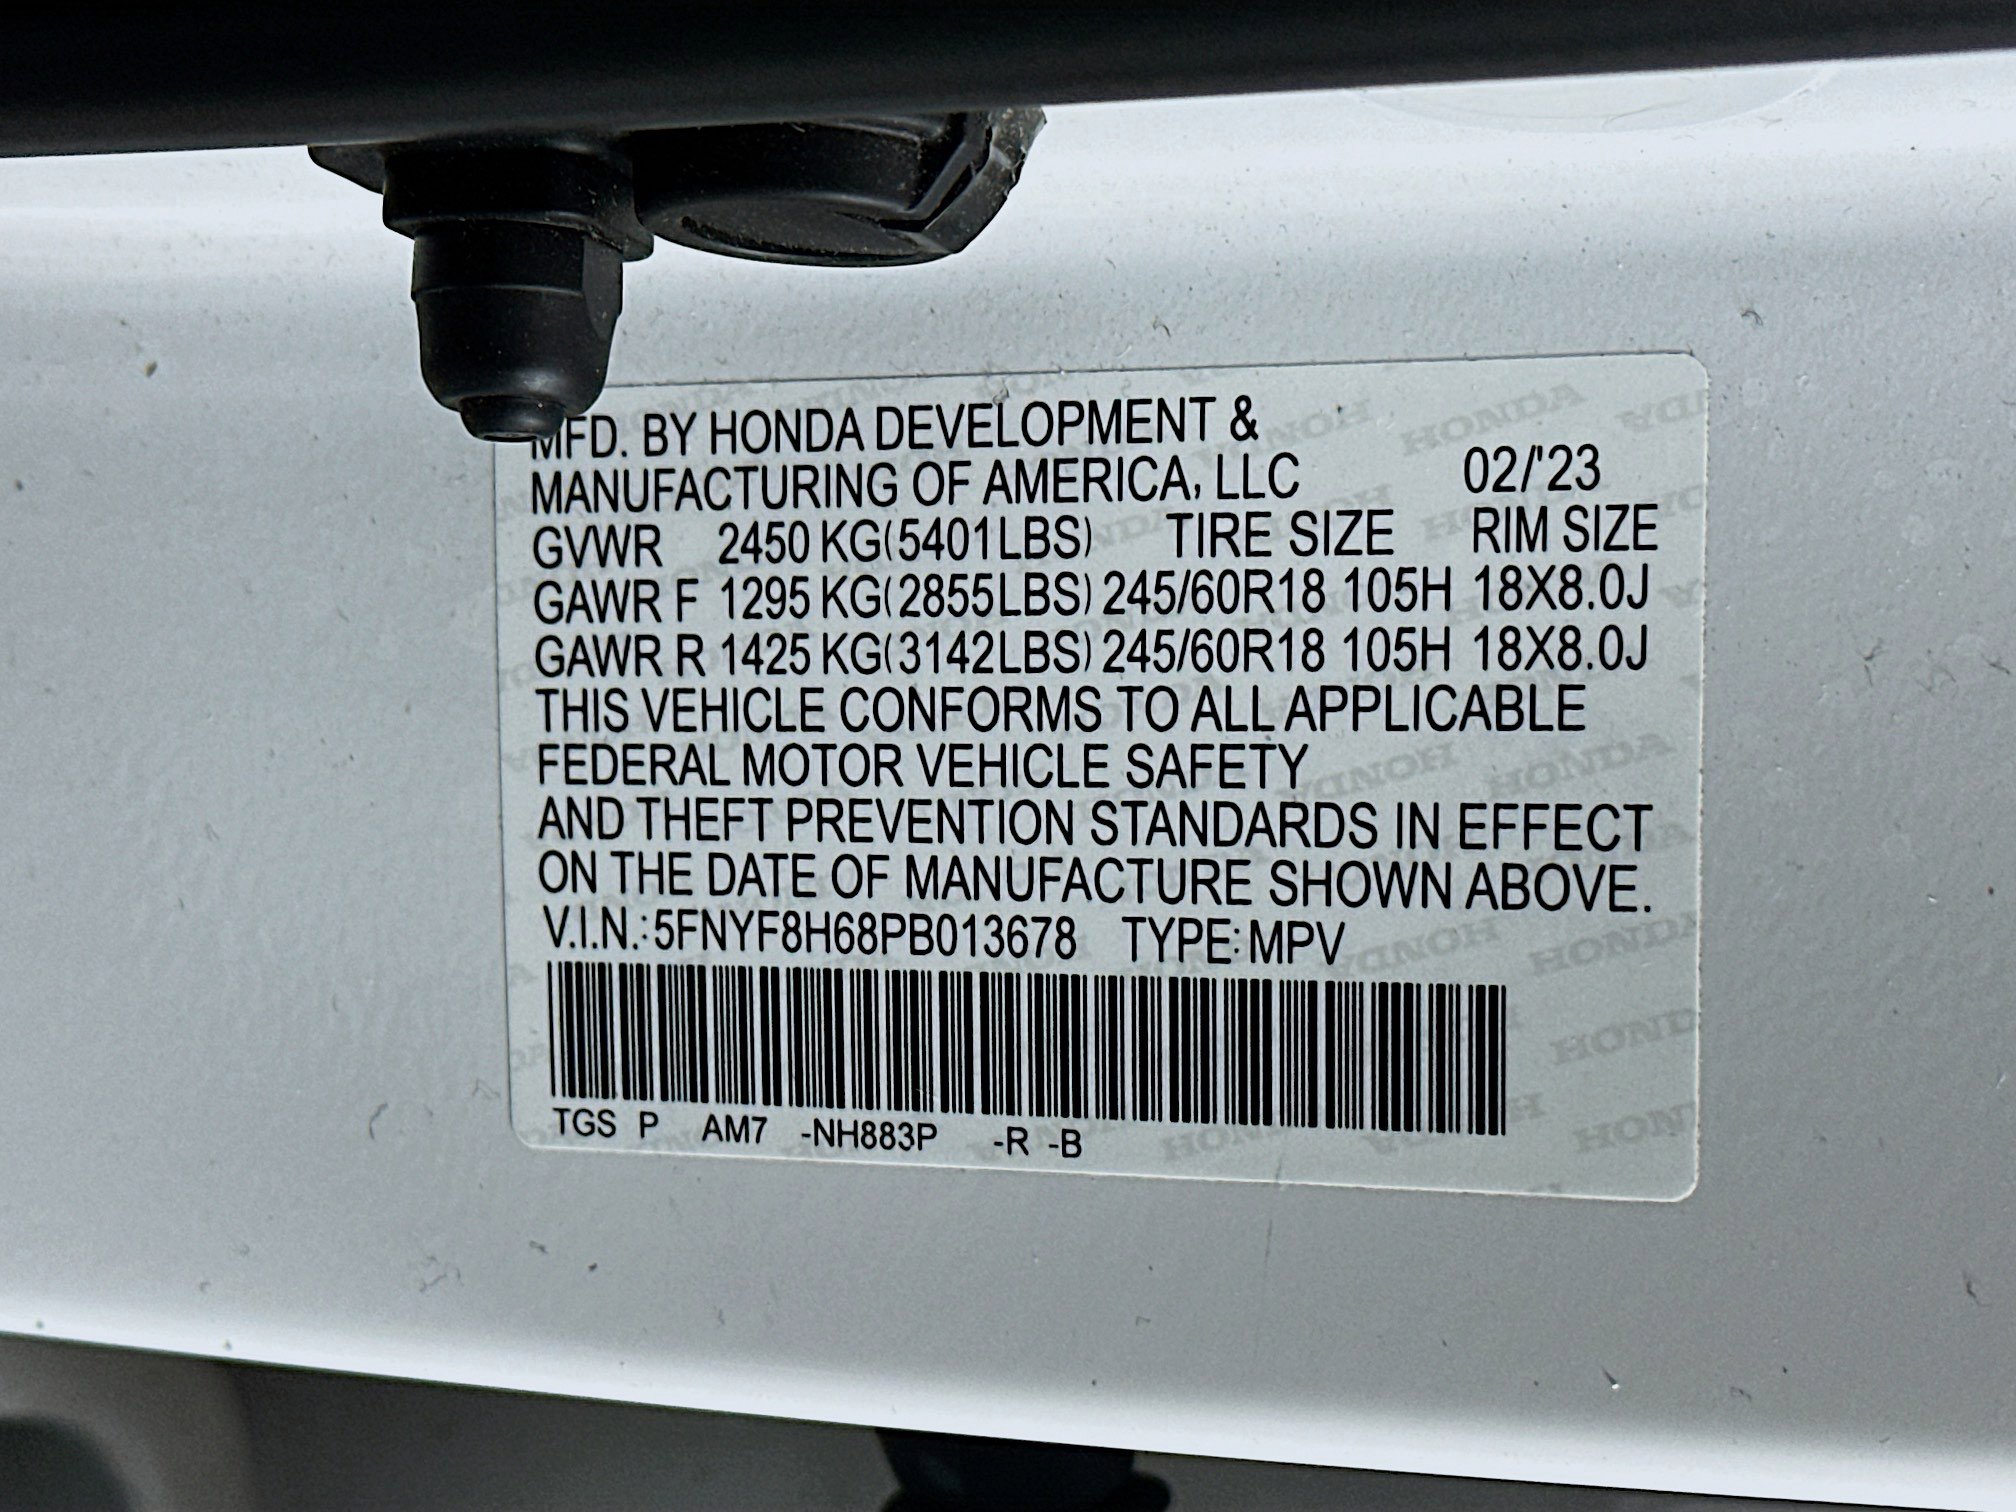 MFD. BY HONDA DEVELOPMENT &
MANUFACTURING OF AMERICA, LLC 02/'23
GVWR 2450 KG(5401LBS) TIRE SIZE RIM SIZE
GAWR F 1295 KG(2855LBS) 245/60R18 105H 18X8.0J
GAWR R 1425 KG(3142LBS) 245/60R18 105H 18X8.0J
THIS VEHICLE CONFORMS TO ALL APPLICABLE
FEDERAL MOTOR VEHICLE SAFETY
AND THEFT PREVENTION STANDARDS IN EFFECT
ON THE DATE OF MANUFACTURE SHOWN ABOVE.
V.I.N.: 5FNYF8H68PB013678 TYPE: MPV
TGS P AM7 -NH883P -R -B